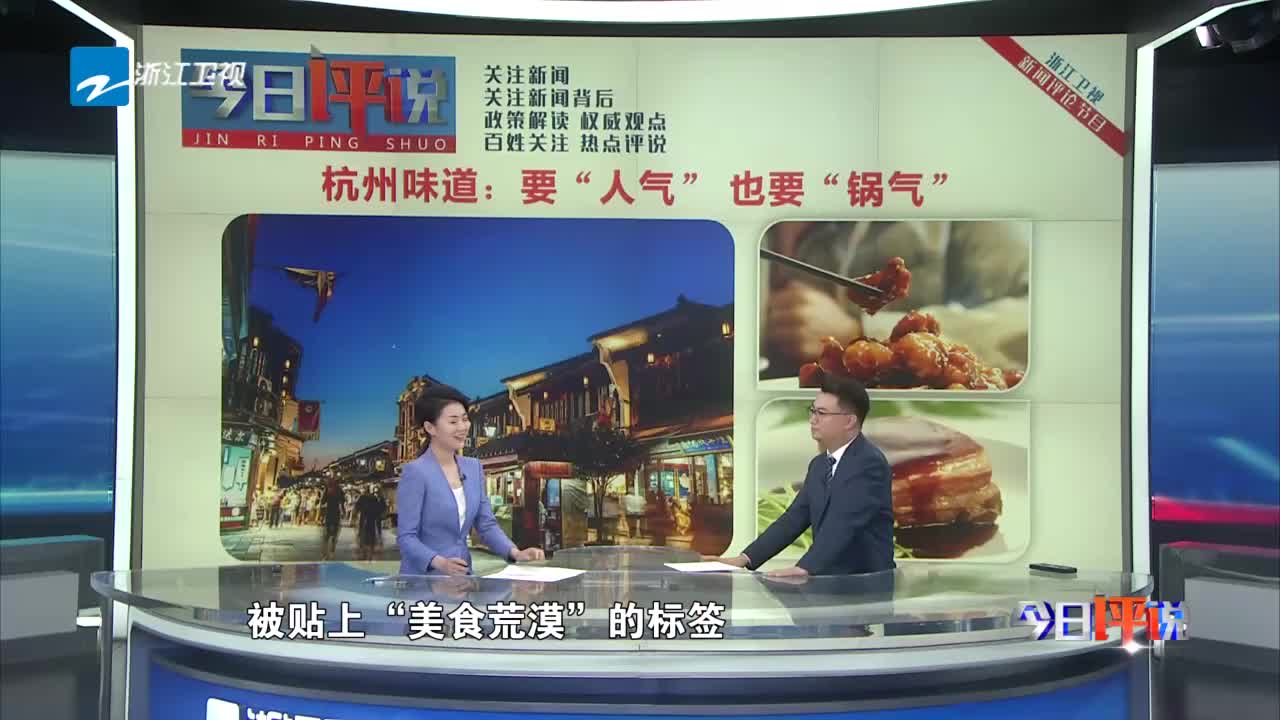 浙江卫视
今日评说
JIN RI PING SHUO
关注新闻
关注新闻背后
政策解读 权威观点
百姓关注 热点评说
浙江卫视
新闻评论节目
杭州味道：要“人气” 也要“锅气”
被贴上“美食荒漠”的标签
今日评说